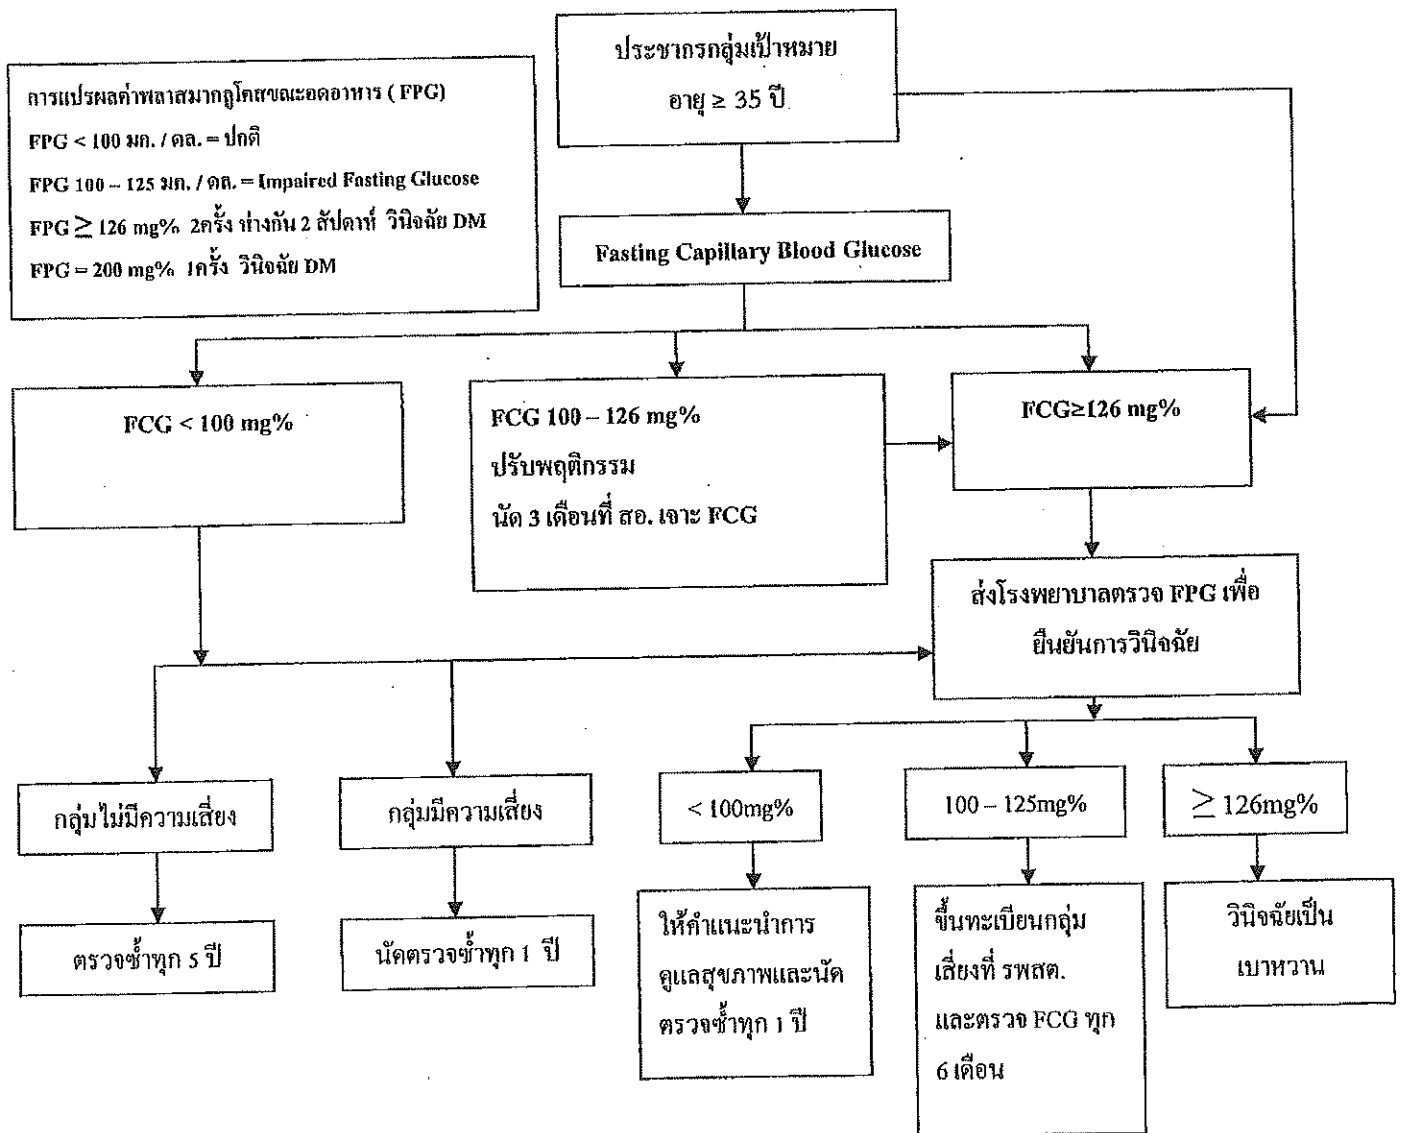 ประชากรกลุ่มเป้าหมาย
อายุ ≥ 35 ปี
การแปรผลค่าพลาสมากลูโคสขณะอดอาหาร ( FPG)
FPG < 100 มก. / ดล. = ปกติ
FPG 100 – 125 มก. / ดล. = Impaired Fasting Glucose
FPG ≥ 126 mg% 2ครั้ง ห่างกัน 2 สัปดาห์ วินิจฉัย DM
FPG = 200 mg% 1ครั้ง วินิจฉัย DM
Fasting Capillary Blood Glucose
FCG < 100 mg%
FCG 100 – 126 mg%
ปรับพฤติกรรม
นัด 3 เดือนที่ สอ. เจาะ FCG
FCG≥126 mg%
ส่งโรงพยาบาลตรวจ FPG เพื่อ
ยืนยันการวินิจฉัย
กลุ่มไม่มีความเสี่ยง
กลุ่มมีความเสี่ยง
< 100mg%
100 – 125mg%
≥ 126mg%
ตรวจซ้ำทุก 5 ปี
นัดตรวจซ้ำทุก 1 ปี
ให้คำแนะนำการ
ดูแลสุขภาพและนัด
ตรวจซ้ำทุก 1 ปี
ขึ้นทะเบียนกลุ่ม
เสี่ยงที่ รพสต.
และตรวจ FCG ทุก
6 เดือน
วินิจฉัยเป็น
เบาหวาน